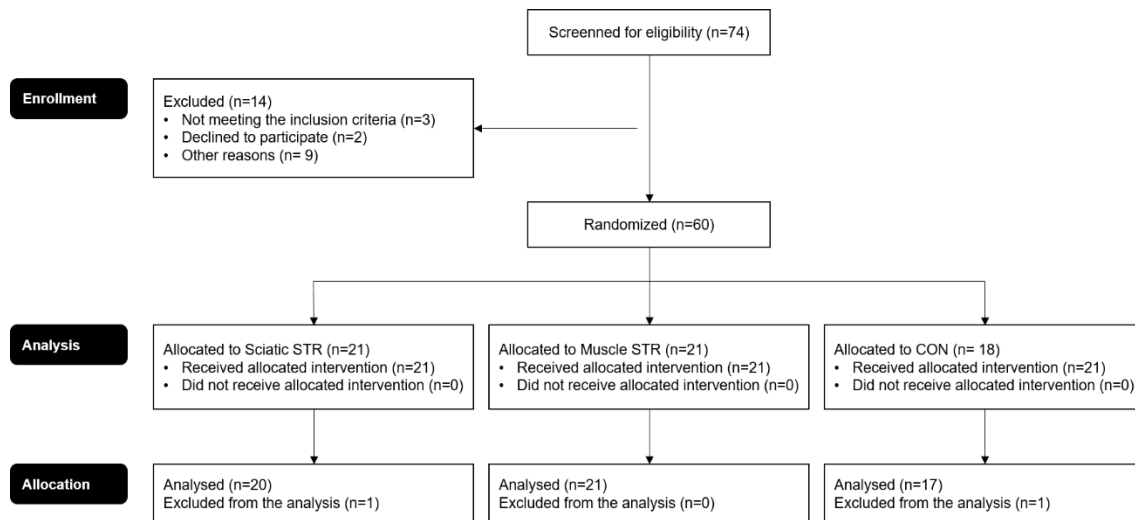 Screenned for eligibility (n=74)
Enrollment
Excluded (n=14)
• Not meeting the inclusion criteria (n=3)
• Declined to participate (n=2)
• Other reasons (n= 9)
Randomized (n=60)
Analysis
Allocated to Sciatic STR (n=21)
• Received allocated intervention (n=21)
• Did not receive allocated intervention (n=0)
Allocated to Muscle STR (n=21)
• Received allocated intervention (n=21)
• Did not receive allocated intervention (n=0)
Allocated to CON (n= 18)
• Received allocated intervention (n=21)
• Did not receive allocated intervention (n=0)
Allocation
Analysed (n=20)
Excluded from the analysis (n=1)
Analysed (n=21)
Excluded from the analysis (n=0)
Analysed (n=17)
Excluded from the analysis (n=1)